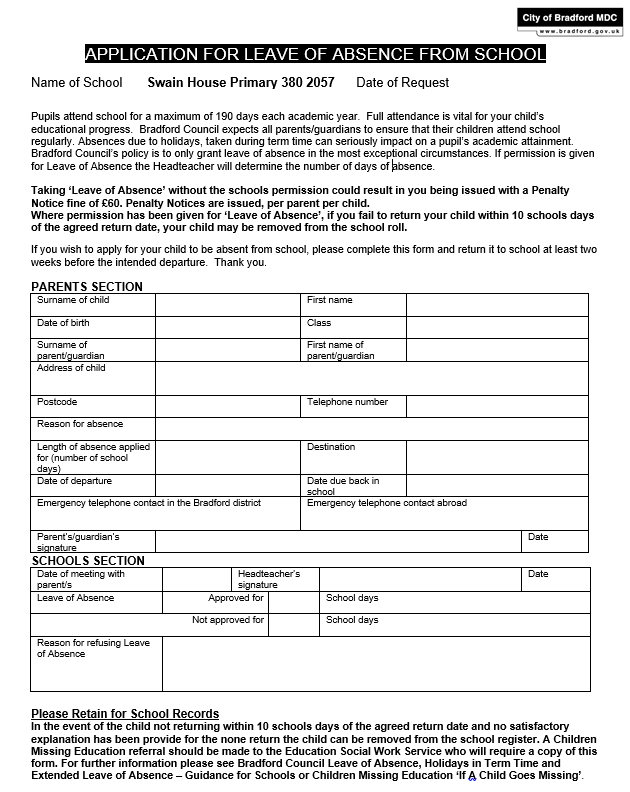 City of Bradford MDC
www.bradford.gov.uk
APPLICATION FOR LEAVE OF ABSENCE FROM SCHOOL
Name of School Swain House Primary 380 2057 Date of Request
Pupils attend school for a maximum of 190 days each academic year. Full attendance is vital for your child's
educational progress. Bradford Council expects all parents/guardians to ensure that their children attend school
regularly. Absences due to holidays, taken during term time can seriously impact on a pupil's academic attainment.
Bradford Council's policy is to only grant leave of absence in the most exceptional circumstances. If permission is given
for Leave of Absence the Headteacher will determine the number of days of absence.
Taking 'Leave of Absence' without the schools permission could result in you being issued with a Penalty
Notice fine of £60. Penalty Notices are issued, per parent per child.
Where permission has been given for 'Leave of Absence', if you fail to return your child within 10 schools days
of the agreed return date, your child may be removed from the school roll.
If you wish to apply for your child to be absent from school, please complete this form and return it to school at least two
weeks before the intended departure. Thank you.
PARENTS SECTION
Surname of child First name
Date of birth Class
Surname of First name of
parent/guardian parent/guardian
Address of child
Postcode Telephone number
Reason for absence
Length of absence applied Destination
for (number of school
days)
Date of departure Date due back in
school
Emergency telephone contact in the Bradford district Emergency telephone contact abroad
Parent's/guardian's Date
signature
SCHOOLS SECTION
Date of meeting with Headteacher's Date
parent/s signature
Leave of Absence Approved for School days
Not approved for School days
Reason for refusing Leave
of Absence
Please Retain for School Records
In the event of the child not returning within 10 schools days of the agreed return date and no satisfactory
explanation has been provide for the none return the child can be removed from the school register. A Children
Missing Education referral should be made to the Education Social Work Service who will require a copy of this
form. For further information please see Bradford Council Leave of Absence, Holidays in Term Time and
Extended Leave of Absence – Guidance for Schools or Children Missing Education 'If A Child Goes Missing'.